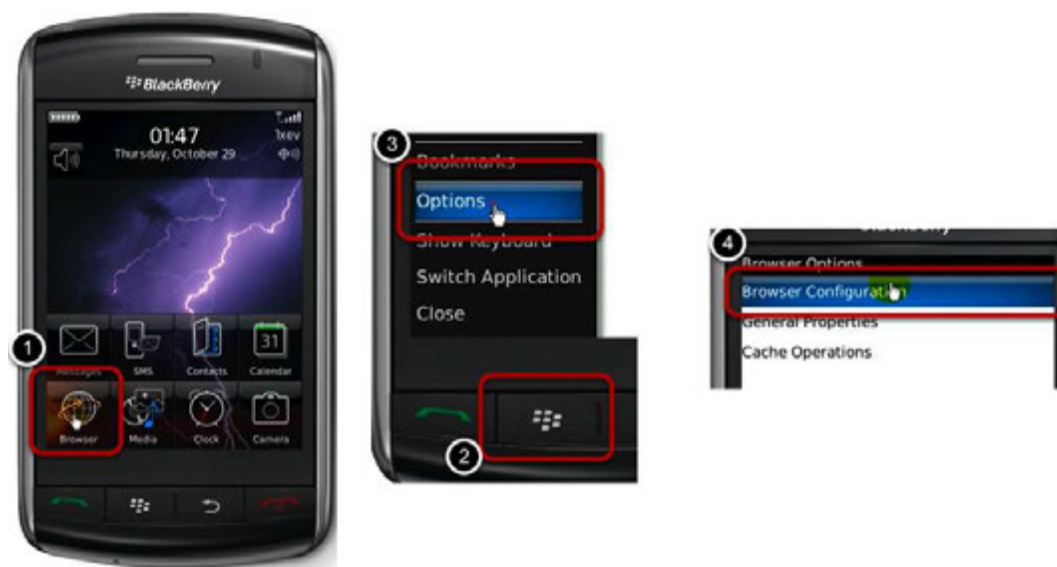 BlackBerry
01:47
1xev
Thursday, October 29
1
Messages
SMS
31
Contacts
Calendar
Browser
Media
Clock
Camera
3
Bookmarks
Options
Show Keyboard
Switch Application
Close
2
4
BlackBerry
Browser Options
Browser Configuration
General Properties
Cache Operations